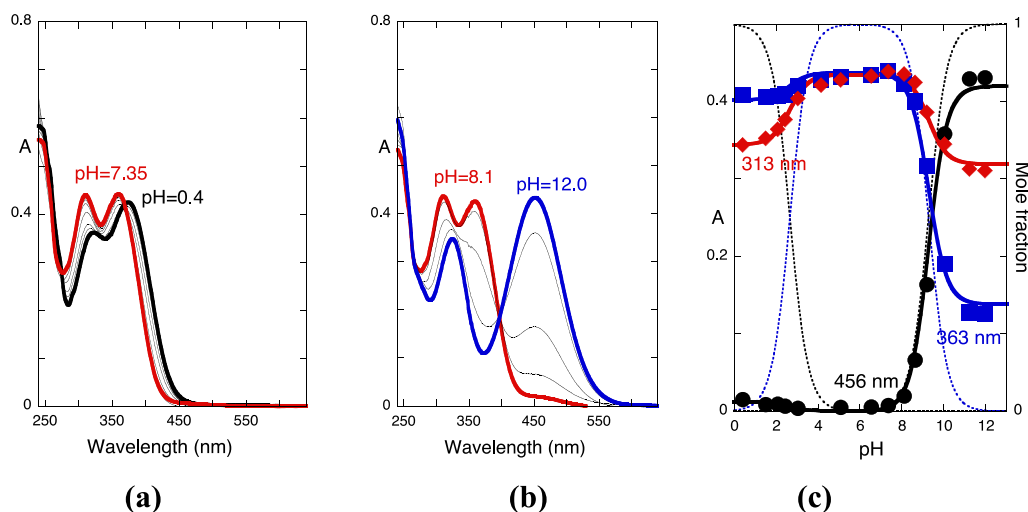 0.8
A
0.4
0
250 350 450 550
Wavelength (nm)
pH=7.35
pH=0.4
(a)
0.8
A
0.4
0
250 350 450 550
Wavelength (nm)
pH=8.1
pH=12.0
(b)
0.4
A
0.2
0
0 2 4 6 8 10 12
pH
1
Mole fraction
0
313 nm
456 nm
363 nm
(c)